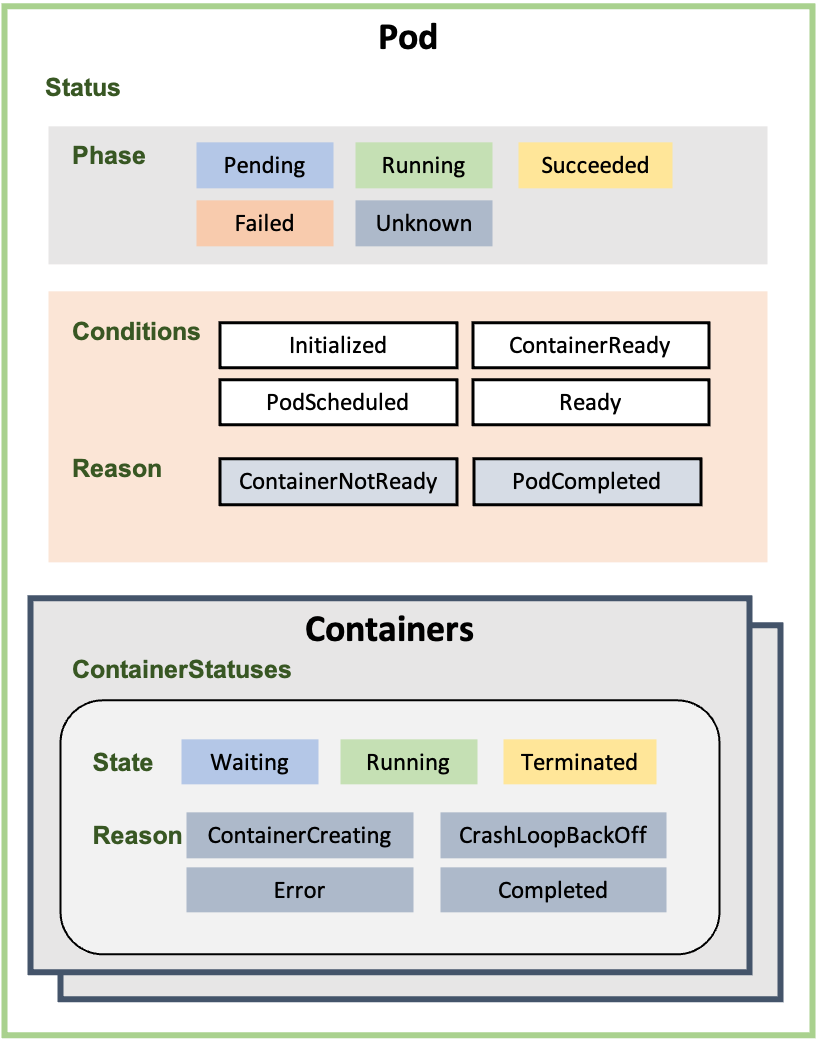 Pod
Status
Phase Pending Running Succeeded
Failed Unknown
Conditions Initialized ContainerReady
PodScheduled Ready
Reason ContainerNotReady PodCompleted
Containers
ContainerStatuses
State Waiting Running Terminated
Reason ContainerCreating CrashLoopBackOff
Error Completed